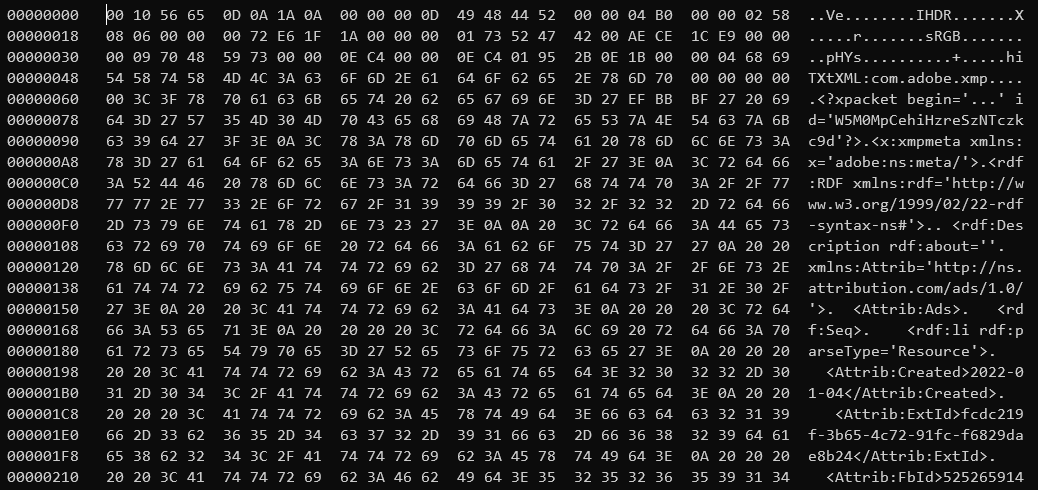 00000000 00 10 56 65 0D 0A 1A 0A 00 00 00 0D 49 48 44 52 00 00 04 B0 00 00 02 58 ..Ve........IHDR.......X
00000018 08 06 00 00 00 72 E6 1F 1A 00 00 00 01 73 52 47 42 00 AE CE 1C E9 00 00 .....r.......sRGB.......
00000030 00 09 70 48 59 73 00 00 0E C4 00 00 0E C4 01 95 2B 0E 1B 00 00 04 68 69 ..pHYs..........+.....hi
00000048 54 58 74 58 4D 4C 3A 63 6F 6D 2E 61 64 6F 62 65 2E 78 6D 70 00 00 00 00 TXtXML:com.adobe.xmp....
00000060 00 3C 3F 78 70 61 63 6B 65 74 20 62 65 67 69 6E 3D 27 EF BB BF 27 20 69 .<?xpacket begin='...' i
00000078 64 3D 27 57 35 4D 30 4D 70 43 65 68 69 48 7A 72 65 53 7A 4E 54 63 7A 6B d='W5M0MpCehiHzreSzNTczk
00000090 63 39 64 27 3F 3E 0A 3C 78 3A 78 6D 70 6D 65 74 61 20 78 6D 6C 6E 73 3A c9d'?>.<x:xmpmeta xmlns:
000000A8 78 3D 27 61 64 6F 62 65 3A 6E 73 3A 6D 65 74 61 2F 27 3E 0A 3C 72 64 66 x='adobe:ns:meta/'>.<rdf
000000C0 3A 52 44 46 20 78 6D 6C 6E 73 3A 72 64 66 3D 27 68 74 74 70 3A 2F 2F 77 :RDF xmlns:rdf='http://w
000000D8 77 77 2E 77 33 2E 6F 72 67 2F 31 39 39 39 2F 30 32 2F 32 32 2D 72 64 66 ww.w3.org/1999/02/22-rdf
000000F0 2D 73 79 6E 74 61 78 2D 6E 73 23 27 3E 0A 0A 20 3C 72 64 66 3A 44 65 73 -syntax-ns#'>.. <rdf:Des
00000108 63 72 69 70 74 69 6F 6E 20 72 64 66 3A 61 62 6F 75 74 3D 27 27 0A 20 20 cription rdf:about=''.
00000120 78 6D 6C 6E 73 3A 41 74 74 72 69 62 3D 27 68 74 74 70 3A 2F 2F 6E 73 2E xmlns:Attrib='http://ns.
00000138 61 74 74 72 69 62 75 74 69 6F 6E 2E 63 6F 6D 2F 61 64 73 2F 31 2E 30 2F attribution.com/ads/1.0/
00000150 27 3E 0A 20 20 3C 41 74 74 72 69 62 3A 41 64 73 3E 0A 20 20 20 3C 72 64 '>.  <Attrib:Ads>.   <rd
00000168 66 3A 53 65 71 3E 0A 20 20 20 20 3C 72 64 66 3A 6C 69 20 72 64 66 3A 70 f:Seq>.    <rdf:li rdf:p
00000180 61 72 73 65 54 79 70 65 3D 27 52 65 73 6F 75 72 63 65 27 3E 0A 20 20 20 arseType='Resource'>.
00000198 20 20 3C 41 74 74 72 69 62 3A 43 72 65 61 74 65 64 3E 32 30 32 32 2D 30 <Attrib:Created>2022-0
000001B0 31 2D 30 34 3C 2F 41 74 74 72 69 62 3A 43 72 65 61 74 65 64 3E 0A 20 20 1-04</Attrib:Created>.
000001C8 20 20 20 3C 41 74 74 72 69 62 3A 45 78 74 49 64 3E 66 63 64 63 32 31 39 <Attrib:ExtId>fcdc219
000001E0 66 2D 33 62 36 35 2D 34 63 37 32 2D 39 31 66 63 2D 66 36 38 32 39 64 61 f-3b65-4c72-91fc-f6829da
000001F8 65 38 62 32 34 3C 2F 41 74 74 72 69 62 3A 45 78 74 49 64 3E 0A 20 20 20 e8b24</Attrib:ExtId>.
00000210 20 20 3C 41 74 74 72 69 62 3A 46 62 49 64 3E 35 32 35 32 36 35 39 31 34 <Attrib:FbId>525265914